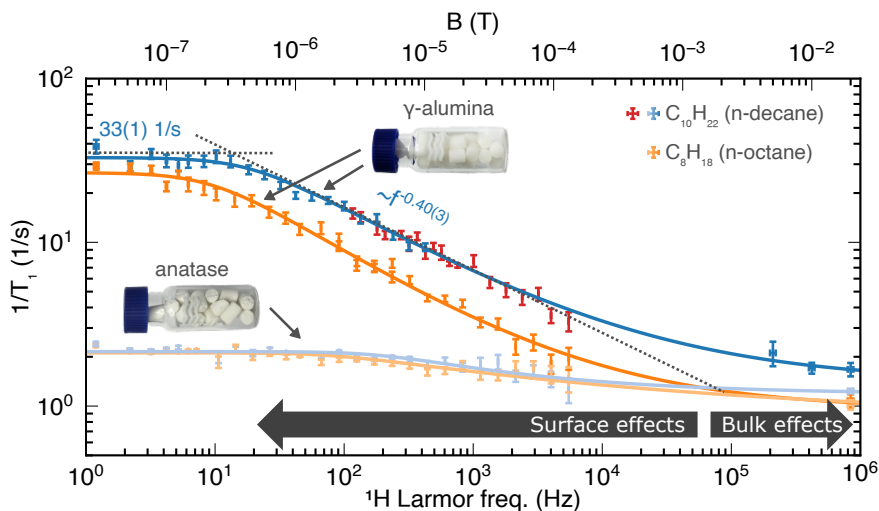 B (T)
10⁻⁷ 10⁻⁶ 10⁻⁵ 10⁻⁴ 10⁻³ 10⁻²
10²
γ-alumina
33(1) 1/s
C₁₀H₂₂ (n-decane)
C₈H₁₈ (n-octane)
~f⁻⁰·⁴⁰⁽³⁾
10¹
1/T₁ (1/s)
anatase
10⁰
Surface effects
Bulk effects
10⁰ 10¹ 10² 10³ 10⁴ 10⁵ 10⁶
¹H Larmor freq. (Hz)